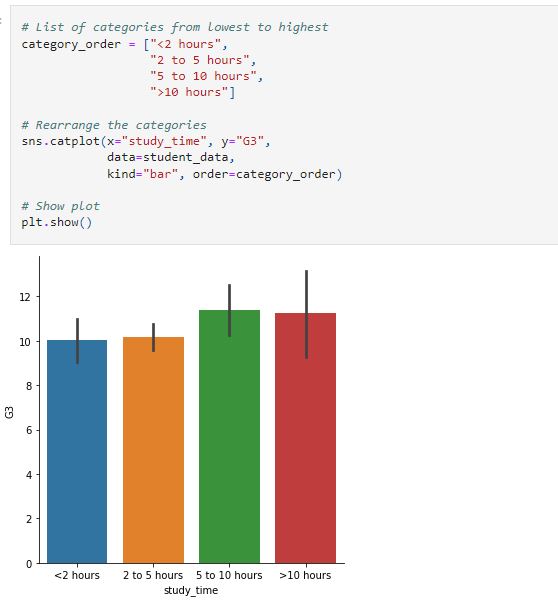 # List of categories from lowest to highest
category_order = ["<2 hours",
"2 to 5 hours",
"5 to 10 hours",
">10 hours"]
# Rearrange the categories
sns.catplot(x="study_time", y="G3",
data=student_data,
kind="bar", order=category_order)
# Show plot
plt.show()
12
10
8
6
4
2
0
G3
<2 hours 2 to 5 hours 5 to 10 hours >10 hours
study_time